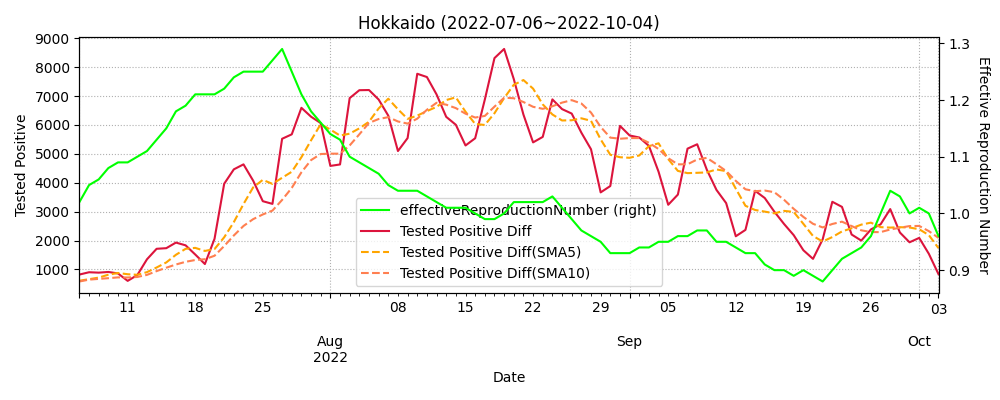 Hokkaido (2022-07-06~2022-10-04)
Tested Positive
9000
8000
7000
6000
5000
4000
3000
2000
1000
1.3
1.2
1.1
1.0
0.9
Effective Reproduction Number
effectiveReproductionNumber (right)
Tested Positive Diff
Tested Positive Diff(SMA5)
Tested Positive Diff(SMA10)
11 18 25 08 15 22 29 05 12 19 26 03
Aug Sep Oct
2022
Date